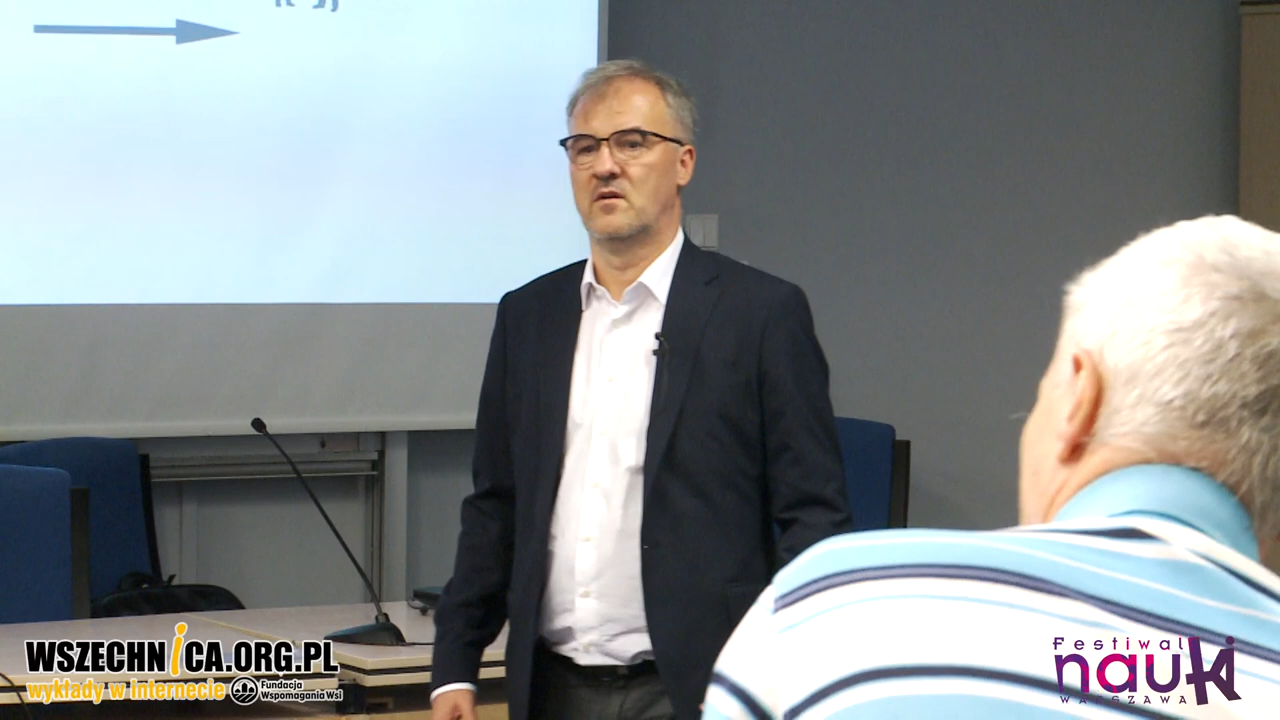 WSZECHNiCA.ORG.PL
wykłady w internecie
Fundacja
Wspomagania Wsi
Festiwal
nauki
WARSZAWA